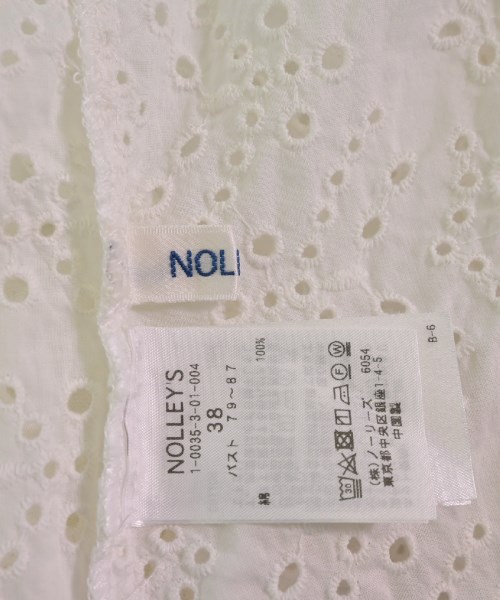 NOLL
NOLLEY'S
1-0035-3-01-004
38
バスト 79～87
綿 100%
30
F W
6054
(株)ノーリーズ
東京都中央区銀座1-4-5
中国製
B-6